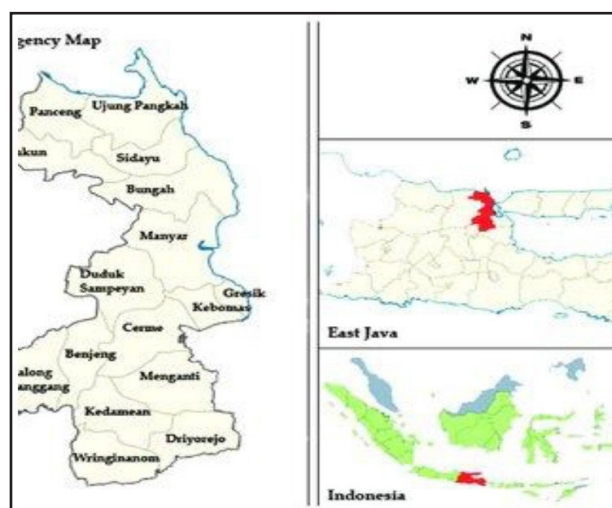 gency Map
Ujung Pangkah
Panceng
akun
Sidayu
Bungah
Manyar
Duduk
Sampeyan
Gresik
Kebomas
Cerme
Benjeng
along
anggang
Menganti
Kedamean
Driyorejo
Wringinanom
N
W
E
S
East Java
Indonesia